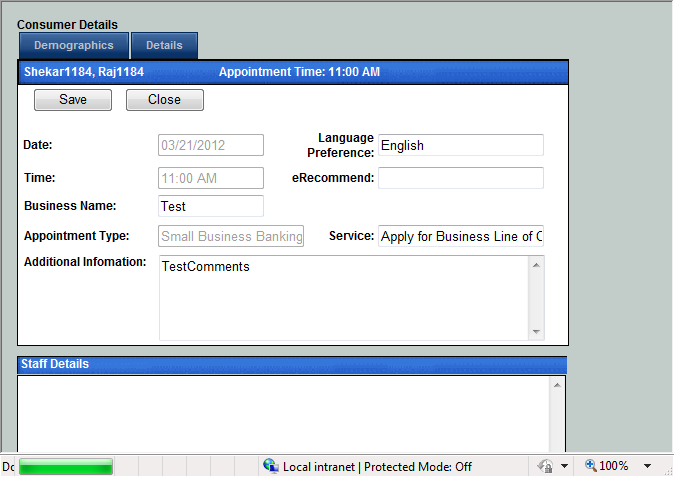 Consumer Details
Demographics Details
Shekar1184, Raj1184 Appointment Time: 11:00 AM
Save Close
Date: 03/21/2012 Language Preference: English
Time: 11:00 AM eRecommend:
Business Name: Test
Appointment Type: Small Business Banking Service: Apply for Business Line of C
Additional Infomation: TestComments
Staff Details
Dc Local intranet | Protected Mode: Off 100%